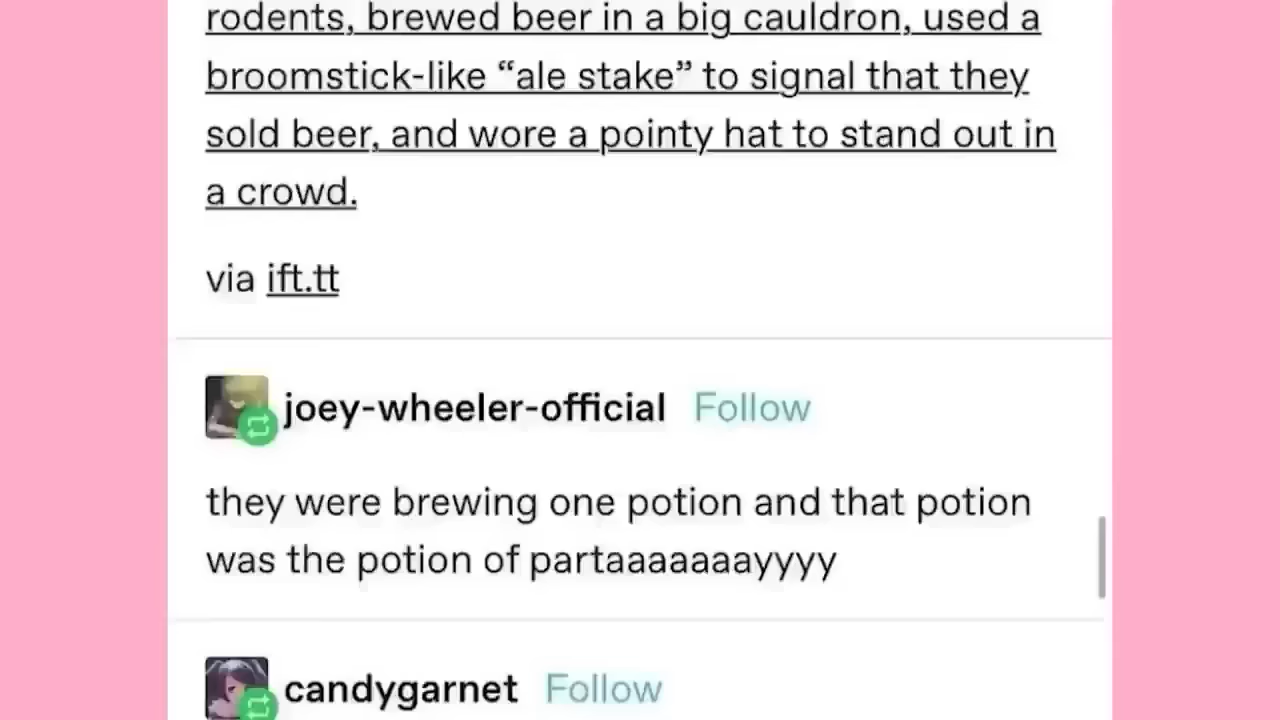 rodents, brewed beer in a big cauldron, used a
broomstick-like “ale stake” to signal that they
sold beer, and wore a pointy hat to stand out in
a crowd.
via ift.tt
joey-wheeler-official Follow
they were brewing one potion and that potion
was the potion of partaaaaaaayyyy
candygarnet Follow